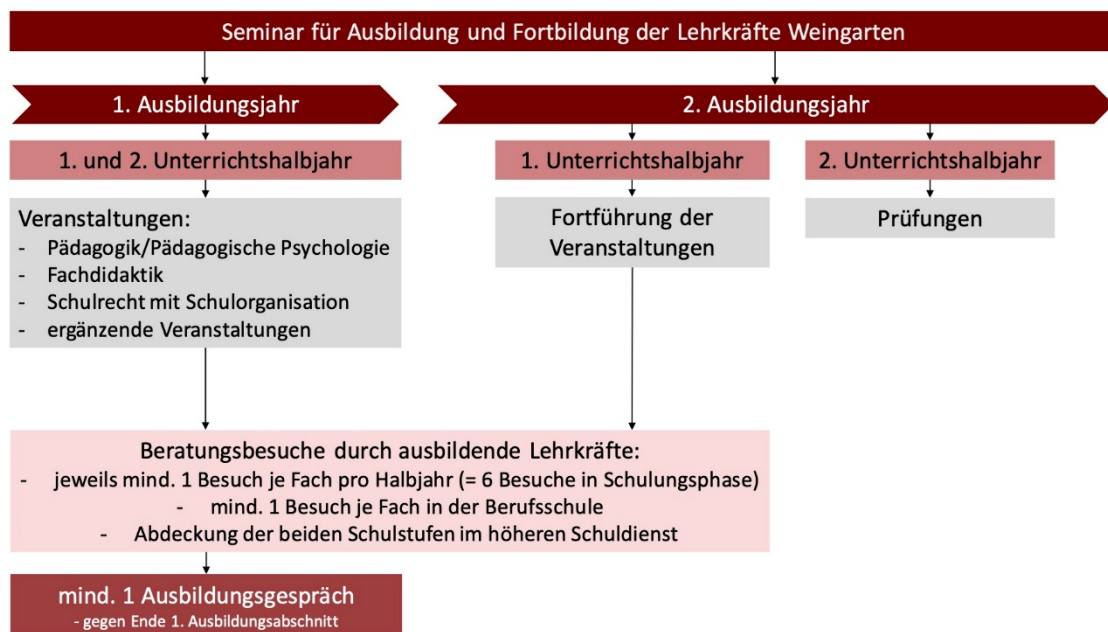 Seminar für Ausbildung und Fortbildung der Lehrkräfte Weingarten
1. Ausbildungsjahr
2. Ausbildungsjahr
1. und 2. Unterrichtshalbjahr
1. Unterrichtshalbjahr
2. Unterrichtshalbjahr
Veranstaltungen:
- Pädagogik/Pädagogische Psychologie
- Fachdidaktik
- Schulrecht mit Schulorganisation
- ergänzende Veranstaltungen
Fortführung der
Veranstaltungen
Prüfungen
Beratungsbesuche durch ausbildende Lehrkräfte:
- jeweils mind. 1 Besuch je Fach pro Halbjahr (= 6 Besuche in Schulungsphase)
- mind. 1 Besuch je Fach in der Berufsschule
- Abdeckung der beiden Schulstufen im höheren Schuldienst
mind. 1 Ausbildungsgespräch
- gegen Ende 1. Ausbildungsabschnitt